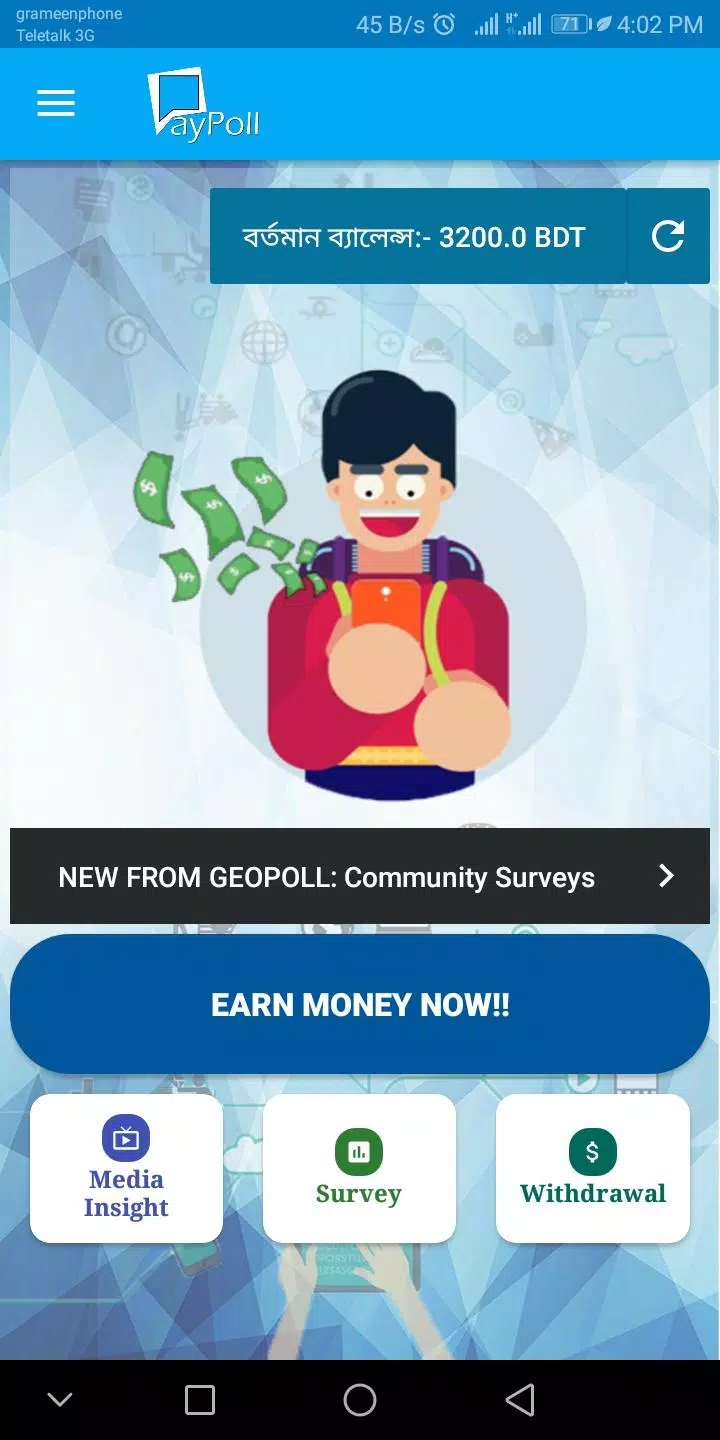 grameenphone
Teletalk 3G
45 B/s
H+
71
4:02 PM
ayPoll
বর্তমান ব্যালেন্স:- 3200.0 BDT
NEW FROM GEOPOLL: Community Surveys
EARN MONEY NOW!!
Media
Insight
Survey
Withdrawal